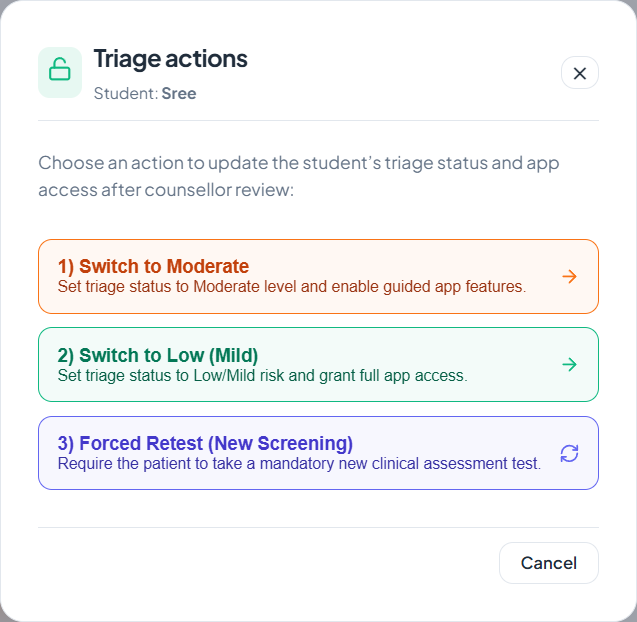 Triage actions
Student: Sree
Choose an action to update the student’s triage status and app
access after counsellor review:
1) Switch to Moderate
Set triage status to Moderate level and enable guided app features.
2) Switch to Low (Mild)
Set triage status to Low/Mild risk and grant full app access.
3) Forced Retest (New Screening)
Require the patient to take a mandatory new clinical assessment test.
Cancel